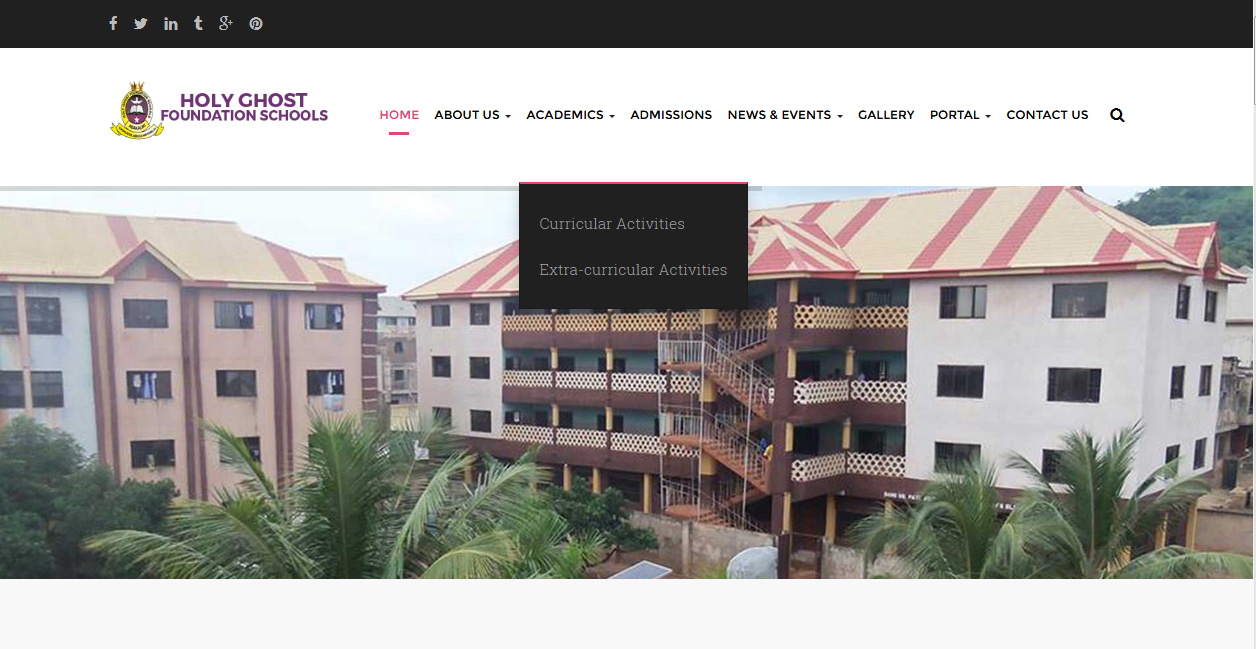 HOLY GHOST
FOUNDATION SCHOOLS
HOME ABOUT US ACADEMICS ADMISSIONS NEWS & EVENTS GALLERY PORTAL CONTACT US
Curricular Activities
Extra-curricular Activities